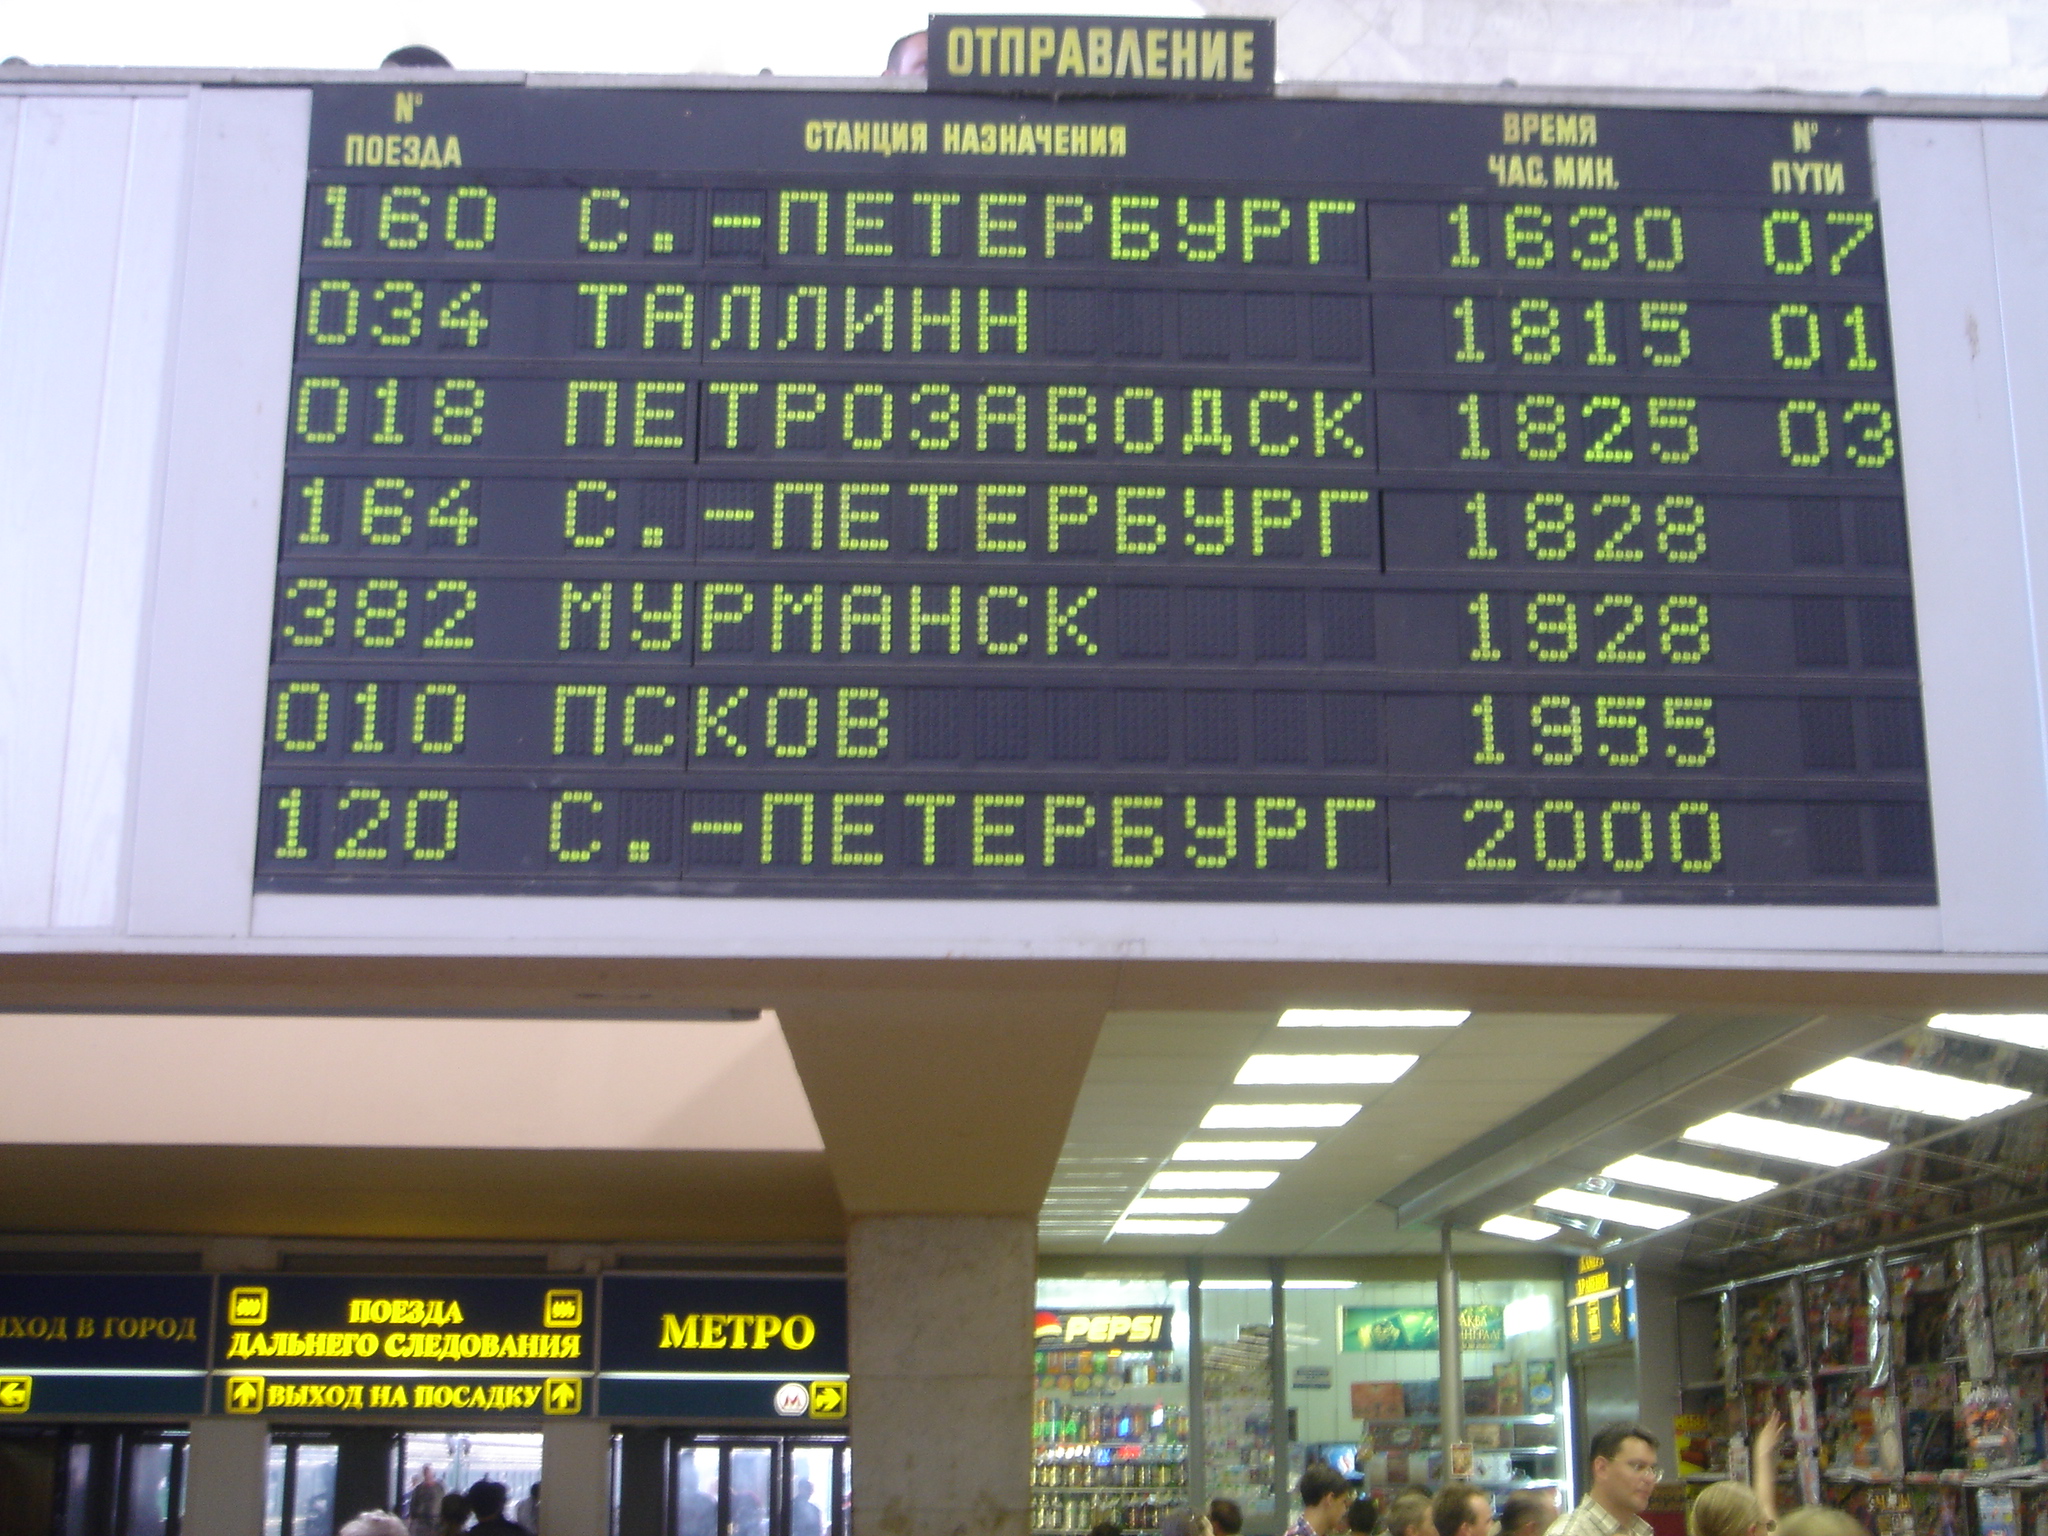 ОТПРАВЛЕНИЕ
№ ПОЕЗДА СТАНЦИЯ НАЗНАЧЕНИЯ ВРЕМЯ ЧАС. МИН. № ПУТИ
160 С.-ПЕТЕРБУРГ 1630 07
034 ТАЛЛИНН 1815 01
018 ПЕТРОЗАВОДСК 1825 03
164 С.-ПЕТЕРБУРГ 1828
382 МУРМАНСК 1928
010 ПСКОВ 1955
120 С.-ПЕТЕРБУРГ 2000
В ГОРОД
ПОЕЗДА
ДАЛЬНЕГО СЛЕДОВАНИЯ
ВЫХОД НА ПОСАДКУ
МЕТРО
М
PEPSI
АКВА